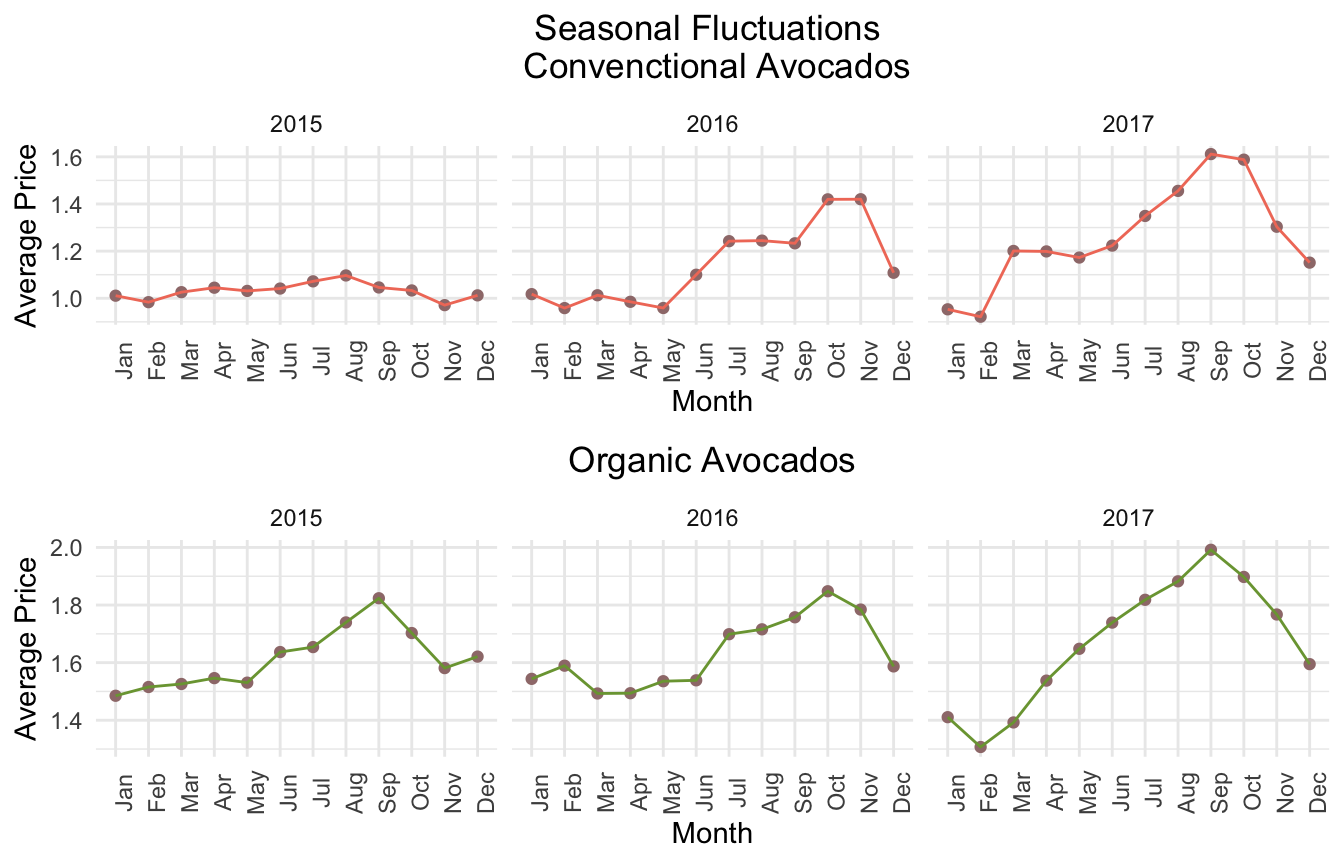 Seasonal Fluctuations
Convenctional Avocados
2015 2016 2017
Average Price
1.6
1.4
1.2
1.0
Jan Feb Mar Apr May Jun Jul Aug Sep Oct Nov Dec Jan Feb Mar Apr May Jun Jul Aug Sep Oct Nov Dec Jan Feb Mar Apr May Jun Jul Aug Sep Oct Nov Dec
Month
Organic Avocados
2015 2016 2017
Average Price
2.0
1.8
1.6
1.4
Jan Feb Mar Apr May Jun Jul Aug Sep Oct Nov Dec Jan Feb Mar Apr May Jun Jul Aug Sep Oct Nov Dec Jan Feb Mar Apr May Jun Jul Aug Sep Oct Nov Dec
Month